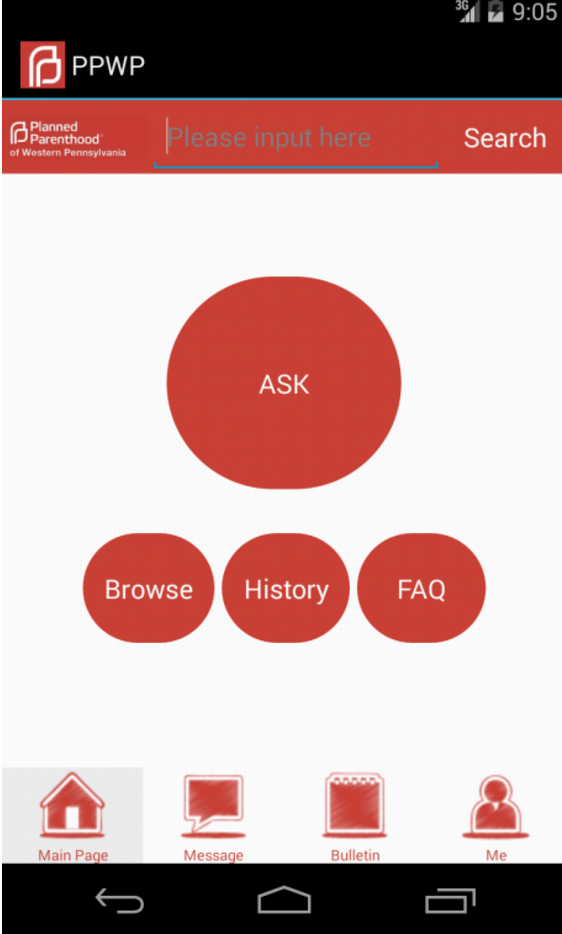 3G 9:05
PPWP
Planned
Parenthood™
of Western Pennsylvania
Please input here
Search
ASK
Browse History FAQ
Main Page Message Bulletin Me